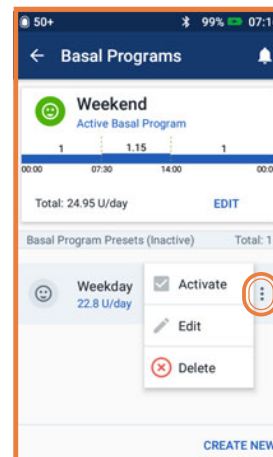 50+ 99% 07:1
Basal Programs
Weekend
Active Basal Program
1 1.15 1
00:00 07:30 14:00 00:0
Total: 24.95 U/day EDIT
Basal Program Presets (Inactive) Total: 1
Weekday
22.8 U/day
Activate
Edit
Delete
CREATE NEW